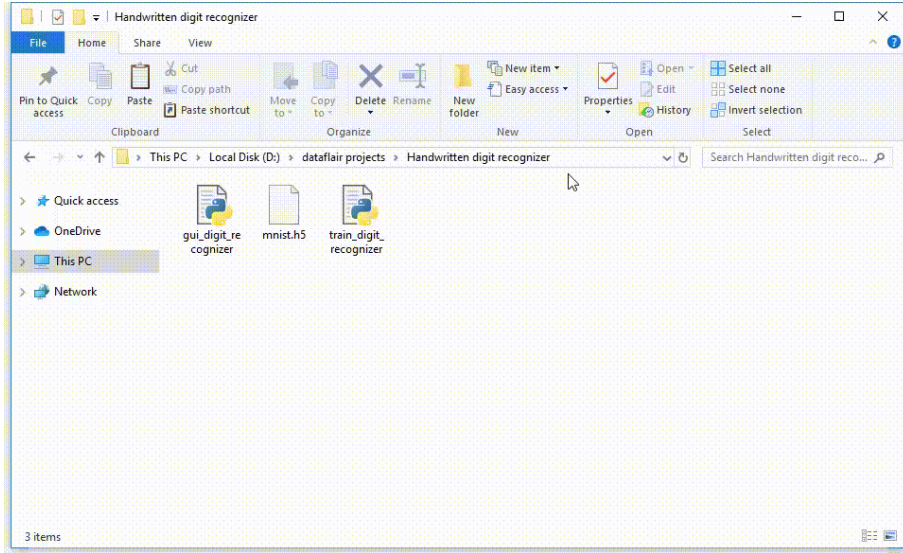 Handwritten digit recognizer
File Home Share View
Pin to Quick access
Copy
Paste
Cut
Copy path
Paste shortcut
Move to
Copy to
Delete
Rename
New folder
New item
Easy access
Properties
Open
Edit
History
Select all
Select none
Invert selection
Clipboard Organize New Open Select
This PC > Local Disk (D:) > dataflair projects > Handwritten digit recognizer
Search Handwritten digit reco...
Quick access
OneDrive
This PC
Network
gui_digit_re
cognizer
mnist.h5
train_digit_
recognizer
3 items